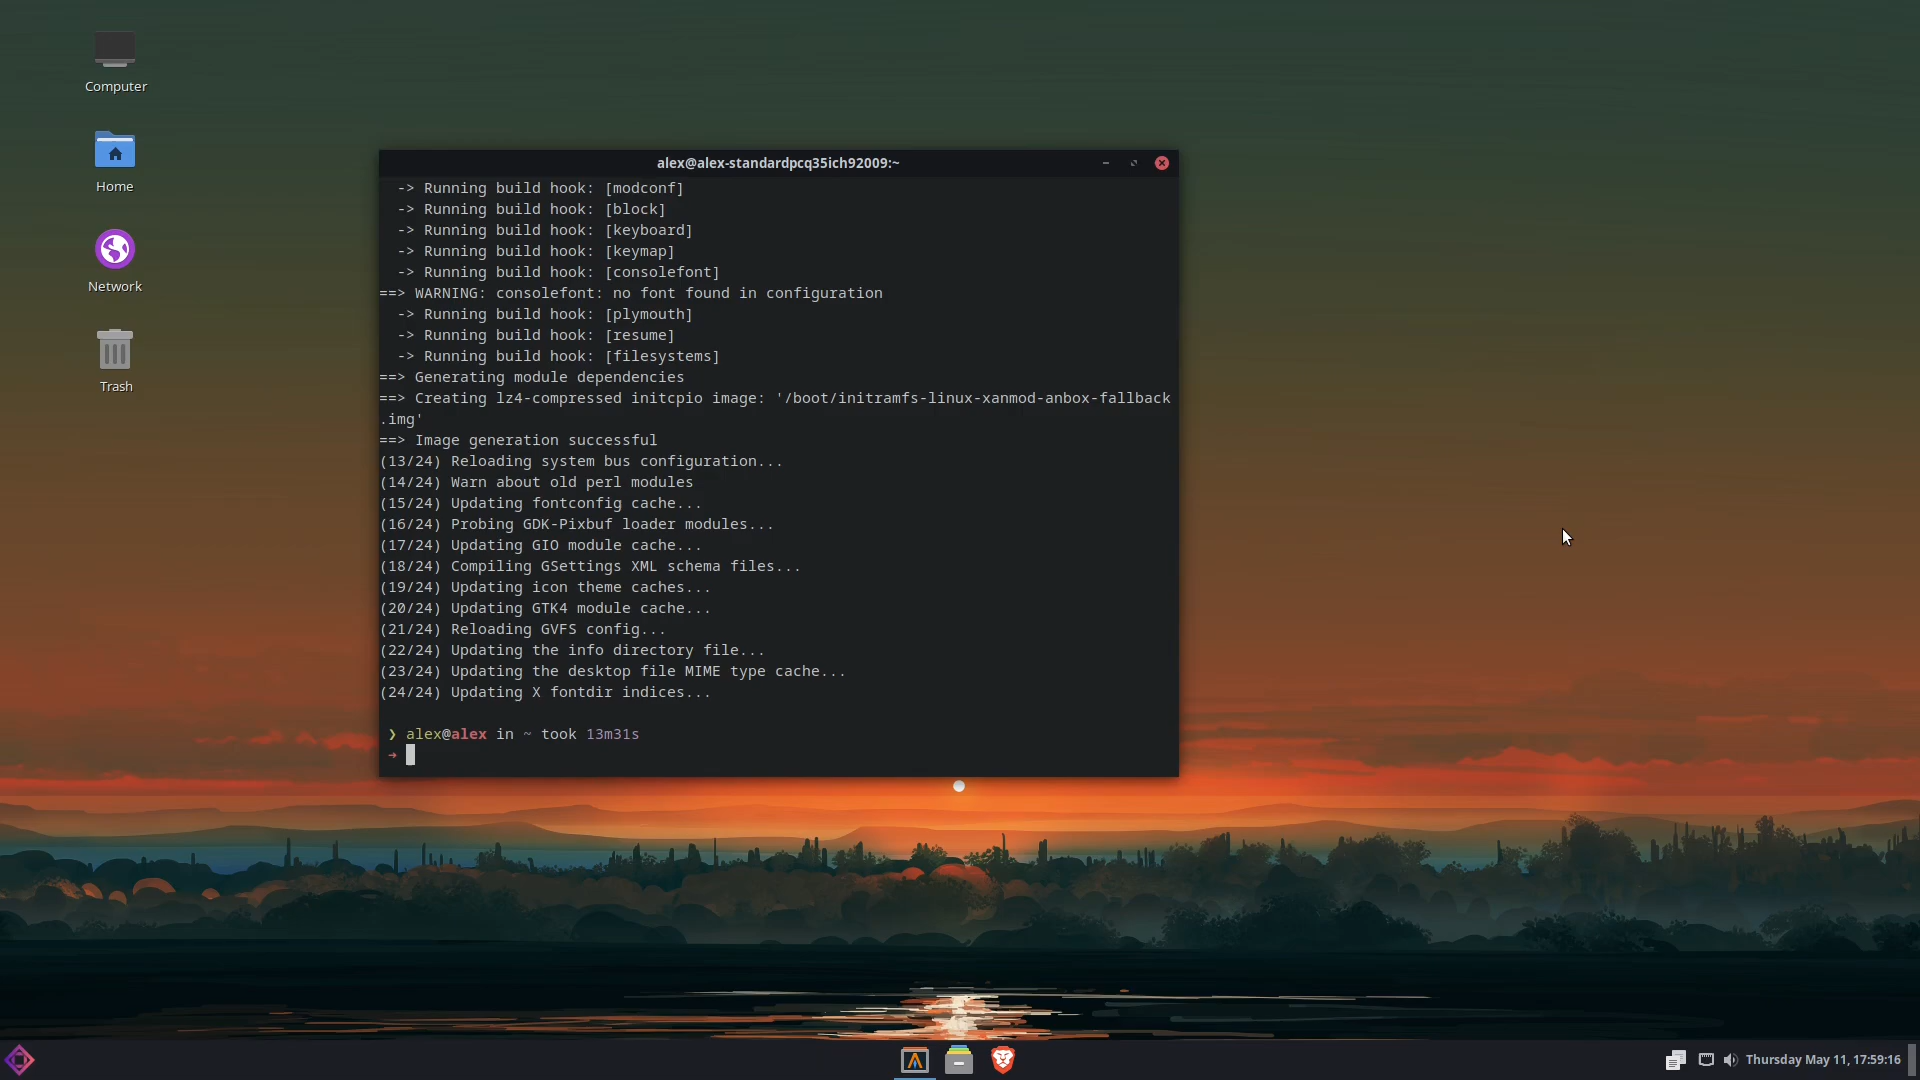 Computer
Home
Network
Trash
alex@alex-standardpcq35ich92009:~
-> Running build hook: [modconf]
-> Running build hook: [block]
-> Running build hook: [keyboard]
-> Running build hook: [keymap]
-> Running build hook: [consolefont]
==> WARNING: consolefont: no font found in configuration
-> Running build hook: [plymouth]
-> Running build hook: [resume]
-> Running build hook: [filesystems]
==> Generating module dependencies
==> Creating lz4-compressed initcpio image: '/boot/initramfs-linux-xanmod-anbox-fallback
.img'
==> Image generation successful
(13/24) Reloading system bus configuration...
(14/24) Warn about old perl modules
(15/24) Updating fontconfig cache...
(16/24) Probing GDK-Pixbuf loader modules...
(17/24) Updating GIO module cache...
(18/24) Compiling GSettings XML schema files...
(19/24) Updating icon theme caches...
(20/24) Updating GTK4 module cache...
(21/24) Reloading GVFS config...
(22/24) Updating the info directory file...
(23/24) Updating the desktop file MIME type cache...
(24/24) Updating X fontdir indices...
❯ alex@alex in ~ took 13m31s
➜
Thursday May 11, 17:59:16